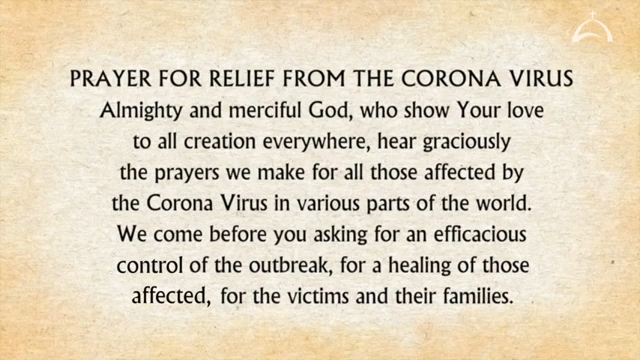 PRAYER FOR RELIEF FROM THE CORONA VIRUS
Almighty and merciful God, who show Your love
to all creation everywhere, hear graciously
the prayers we make for all those affected by
the Corona Virus in various parts of the world.
We come before you asking for an efficacious
control of the outbreak, for a healing of those
affected, for the victims and their families.